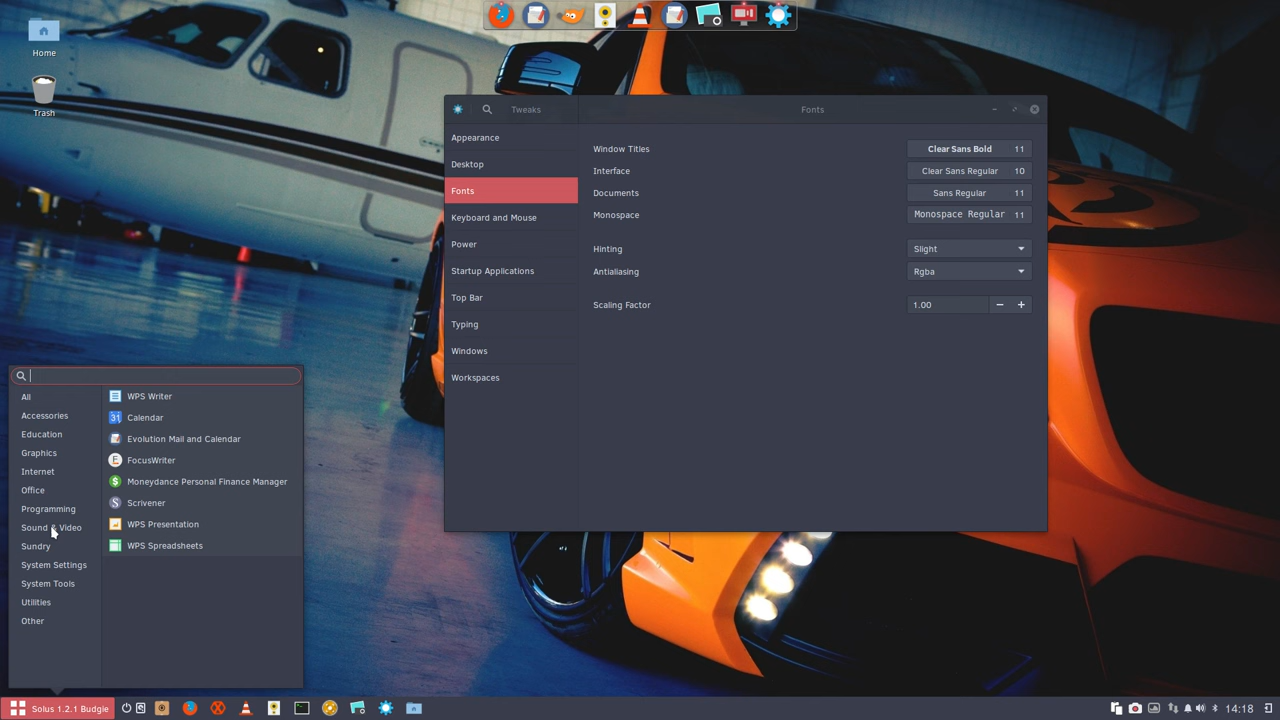 Home
Trash
Tweaks
Fonts
Appearance
Desktop
Fonts
Keyboard and Mouse
Power
Startup Applications
Top Bar
Typing
Windows
Workspaces
Window Titles
Clear Sans Bold 11
Interface
Clear Sans Regular 10
Documents
Sans Regular 11
Monospace
Monospace Regular 11
Hinting
Slight
Antialiasing
Rgba
Scaling Factor
1.00 − +
All
Accessories
Education
Graphics
Internet
Office
Programming
Sound & Video
Sundry
System Settings
System Tools
Utilities
Other
WPS Writer
31 Calendar
Evolution Mail and Calendar
FocusWriter
$ Moneydance Personal Finance Manager
S Scrivener
WPS Presentation
WPS Spreadsheets
Solus 1.2.1 Budgie
14:18